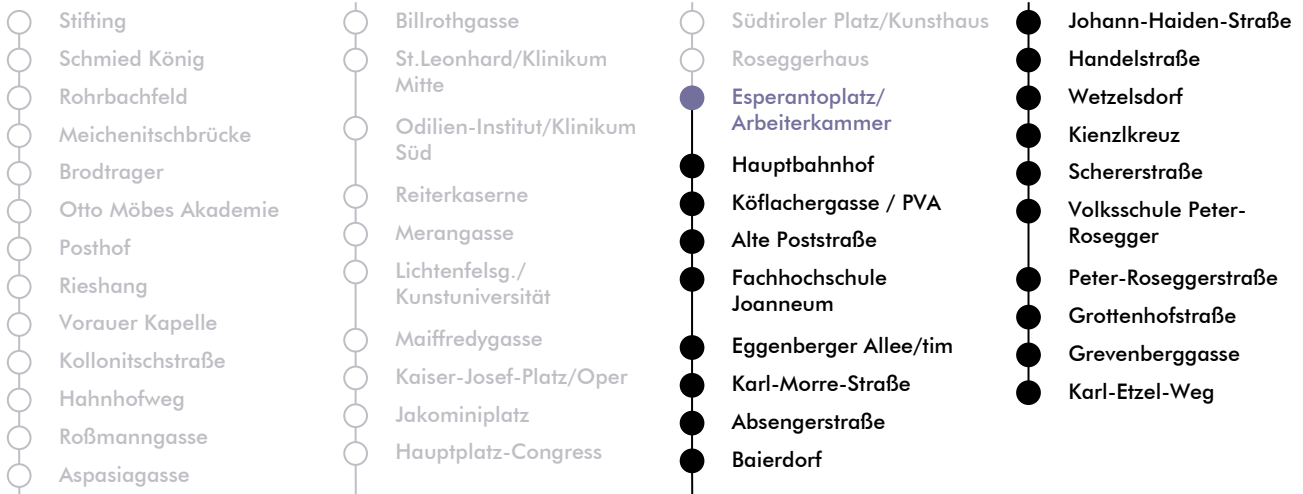 Stifting
Schmied König
Rohrbachfeld
Meichenitschbrücke
Brodtrager
Otto Möbes Akademie
Posthof
Rieshang
Vorauer Kapelle
Kollonitschstraße
Hahnhofweg
Roßmanngasse
Aspasiagasse
Billrothgasse
St.Leonhard/Klinikum
Mitte
Odilien-Institut/Klinikum
Süd
Reiterkaserne
Merangasse
Lichtenfelsg./
Kunstuniversität
Maiffredygasse
Kaiser-Josef-Platz/Oper
Jakominiplatz
Hauptplatz-Congress
Südtiroler Platz/Kunsthaus
Roseggerhaus
Esperantoplatz/
Arbeiterkammer
Hauptbahnhof
Köflachergasse / PVA
Alte Poststraße
Fachhochschule
Joanneum
Eggenberger Allee/tim
Karl-Morre-Straße
Absengerstraße
Baierdorf
Johann-Haiden-Straße
Handelstraße
Wetzelsdorf
Kienzlkreuz
Schererstraße
Volksschule Peter-
Rosegger
Peter-Roseggerstraße
Grottenhofstraße
Grevenberggasse
Karl-Etzel-Weg